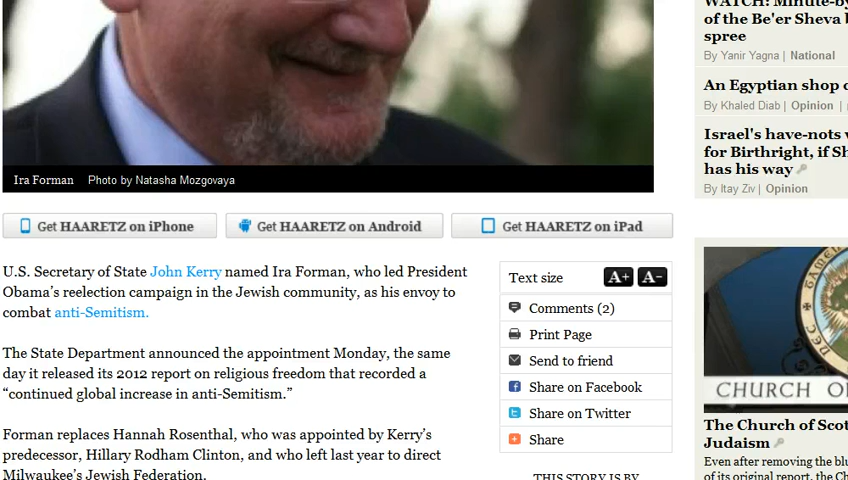 Ira Forman Photo by Natasha Mozgovaya
Get HAARETZ on iPhone
Get HAARETZ on Android
Get HAARETZ on iPad
U.S. Secretary of State John Kerry named Ira Forman, who led President
Obama's reelection campaign in the Jewish community, as his envoy to
combat anti-Semitism.
The State Department announced the appointment Monday, the same
day it released its 2012 report on religious freedom that recorded a
“continued global increase in anti-Semitism.”
Forman replaces Hannah Rosenthal, who was appointed by Kerry's
predecessor, Hillary Rodham Clinton, and who left last year to direct
Milwaukee's Jewish Federation.
Text size A+ A-
Comments (2)
Print Page
Send to friend
Share on Facebook
Share on Twitter
Share
THIS STORY IS BY
WATCH: Minute-by
of the Be'er Sheva
spree
By Yanir Yagna | National
An Egyptian shop
By Khaled Diab | Opinion |
Israel's have-nots
for Birthright, if
has his way
By Itay Ziv | Opinion
CHURCH
The Church of Scot
Judaism
Even after removing the
of its original report, the